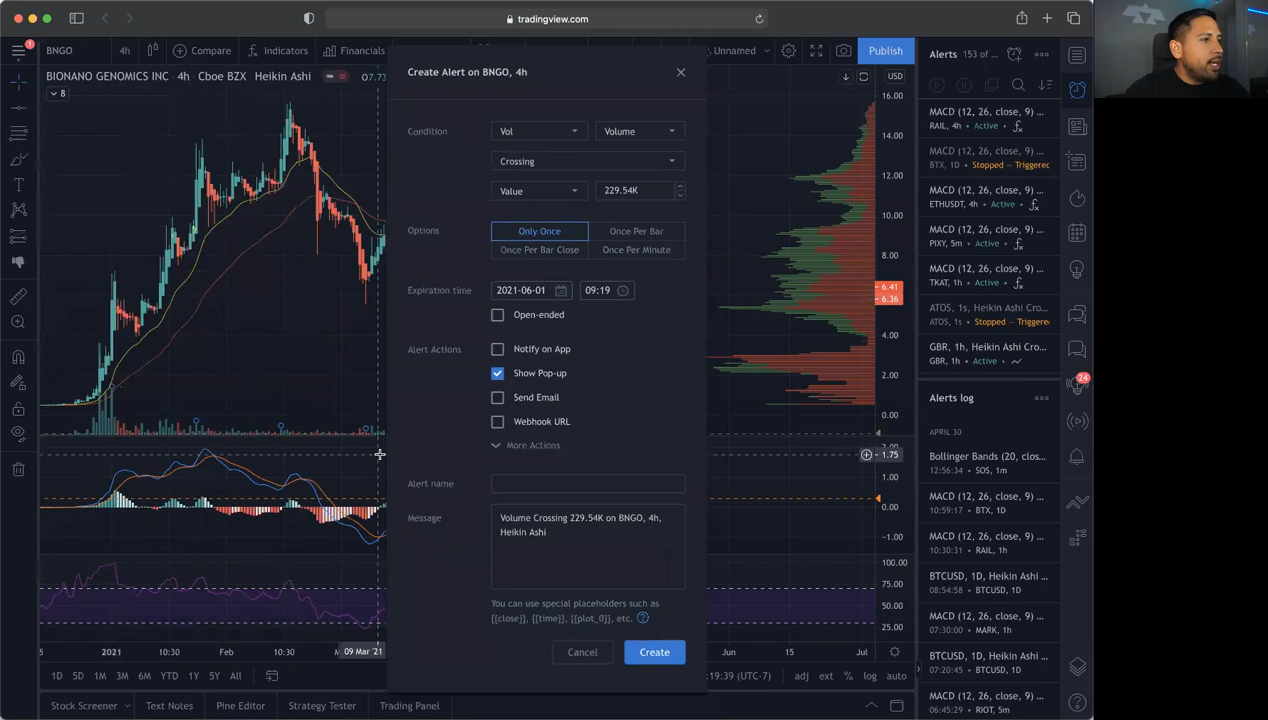 tradingview.com
1
BNGO
4h
Compare
Indicators
Financials
Unnamed
Publish
BIONANO GENOMICS INC • 4h • Cboe BZX • Heikin Ashi
O7.73
8
Create Alert on BNGO, 4h
Condition
Vol
Volume
Crossing
Value
229.54K
Options
Only Once
Once Per Bar
Once Per Bar Close
Once Per Minute
Expiration time
2021-06-01
09:19
Open-ended
Alert Actions
Notify on App
Show Pop-up
Send Email
Webhook URL
More Actions
Alert name
Message
Volume Crossing 229.54K on BNGO, 4h,
Heikin Ashi
You can use special placeholders such as
{{close}}, {{time}}, {{plot_0}}, etc.
Cancel
Create
USD
16.00
14.00
12.00
10.00
8.00
6.41
6.36
4.00
2.00
0.00
1.75
1.00
0.00
−1.00
100.00
75.00
50.00
25.00
2021
10:30
Feb
10:30
09 Mar '21
Jun
15
Jul
1D
5D
1M
3M
6M
YTD
1Y
5Y
All
:19:39 (UTC-7)
adj
ext
%
log
auto
Stock Screener
Text Notes
Pine Editor
Strategy Tester
Trading Panel
Alerts
153 of ...
MACD (12, 26, close, 9) ...
RAIL, 4h • Active
MACD (12, 26, close, 9) ...
BTX, 1D • Stopped — Triggered
MACD (12, 26, close, 9) ...
ETHUSDT, 4h • Active
MACD (12, 26, close, 9) ...
PIXY, 5m • Active
MACD (12, 26, close, 9) ...
TKAT, 1h • Active
ATOS, 1s, Heikin Ashi Cro...
ATOS, 1s • Stopped — Triggered
GBR, 1h, Heikin Ashi Cro...
GBR, 1h • Active
Alerts log
APRIL 30
Bollinger Bands (20, clos...
12:56:34
SOS, 1m
MACD (12, 26, close, 9) ...
10:59:17
BTX, 1D
MACD (12, 26, close, 9) ...
10:30:31
RAIL, 1h
BTCUSD, 1D, Heikin Ashi ...
08:54:58
BTCUSD, 1D
MACD (12, 26, close, 9) ...
07:30:00
MARK, 1h
BTCUSD, 1D, Heikin Ashi ...
07:20:45
BTCUSD, 1D
MACD (12, 26, close, 9) ...
06:45:29
RIOT, 5m
24